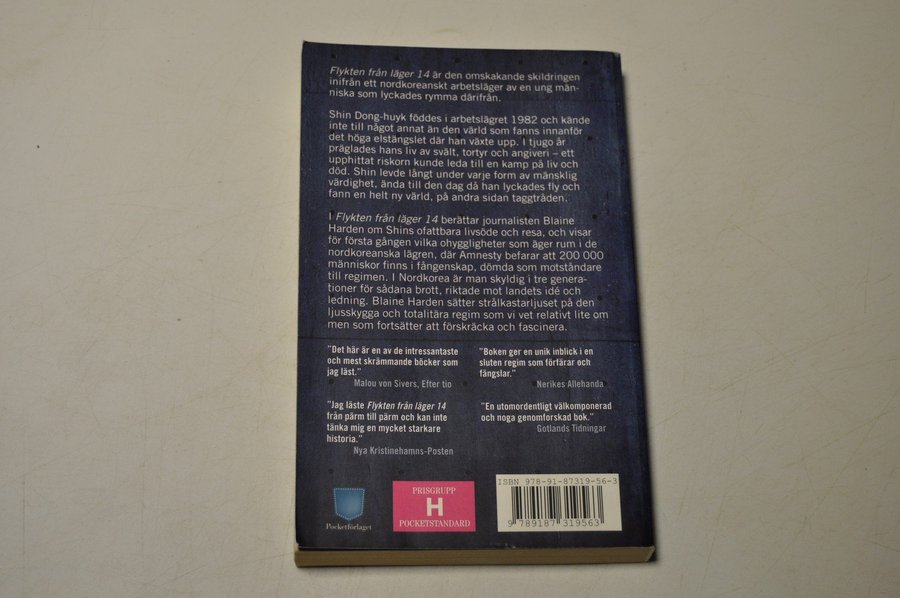 Flykten från läger 14 är den omskakande skildringen
inifrån ett nordkoreanskt arbetsläger av en ung män-
niska som lyckades rymma därifrån.
Shin Dong-huyk föddes i arbetslägret 1982 och kände
inte till något annat än den värld som fanns innanför
det höga elstängslet där han växte upp. I tjugo år
präglades hans liv av svält, tortyr och angiveri – ett
upphittat riskorn kunde leda till en kamp på liv och
död. Shin levde långt under varje form av mänsklig
värdighet, ända till den dag då han lyckades fly och
fann en helt ny värld, på andra sidan taggtråden.
I Flykten från läger 14 berättar journalisten Blaine
Harden om Shins ofattbara livsöde och resa, och visar
för första gången vilka ohyggligheter som äger rum i de
nordkoreanska lägren, där Amnesty befarar att 200 000
människor finns i fångenskap, dömda som motståndare
till regimen. I Nordkorea är man skyldig i tre genera-
tioner för sådana brott, riktade mot landets idé och
ledning. Blaine Harden sätter strålkastarljuset på den
ljusskygga och totalitära regim som vi vet relativt lite om
men som fortsätter att förskräcka och fascinera.
"Det här är en av de intressantaste
och mest skrämmande böcker som
jag läst."
Malou von Sivers, Efter tio
"Boken ger en unik inblick i en
sluten regim som förfärar och
fängslar."
Nerikes Allehanda
"Jag läste Flykten från läger 14
från pärm till pärm och kan inte
tänka mig en mycket starkare
historia."
Nya Kristinehamns-Posten
"En utomordentligt välkomponerad
och noga genomforskad bok."
Gotlands Tidningar
Pocketförlaget
PRISGRUPP
H
POCKETSTANDARD
ISBN 978-91-87319-56-3
9 789187 319563